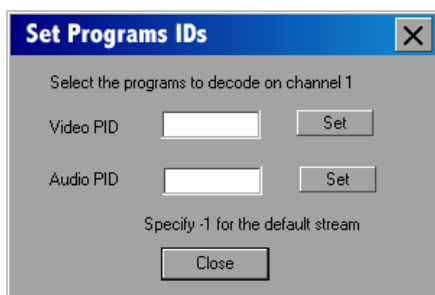 Set Programs IDs
Select the programs to decode on channel 1
Video PID Set
Audio PID Set
Specify -1 for the default stream
Close